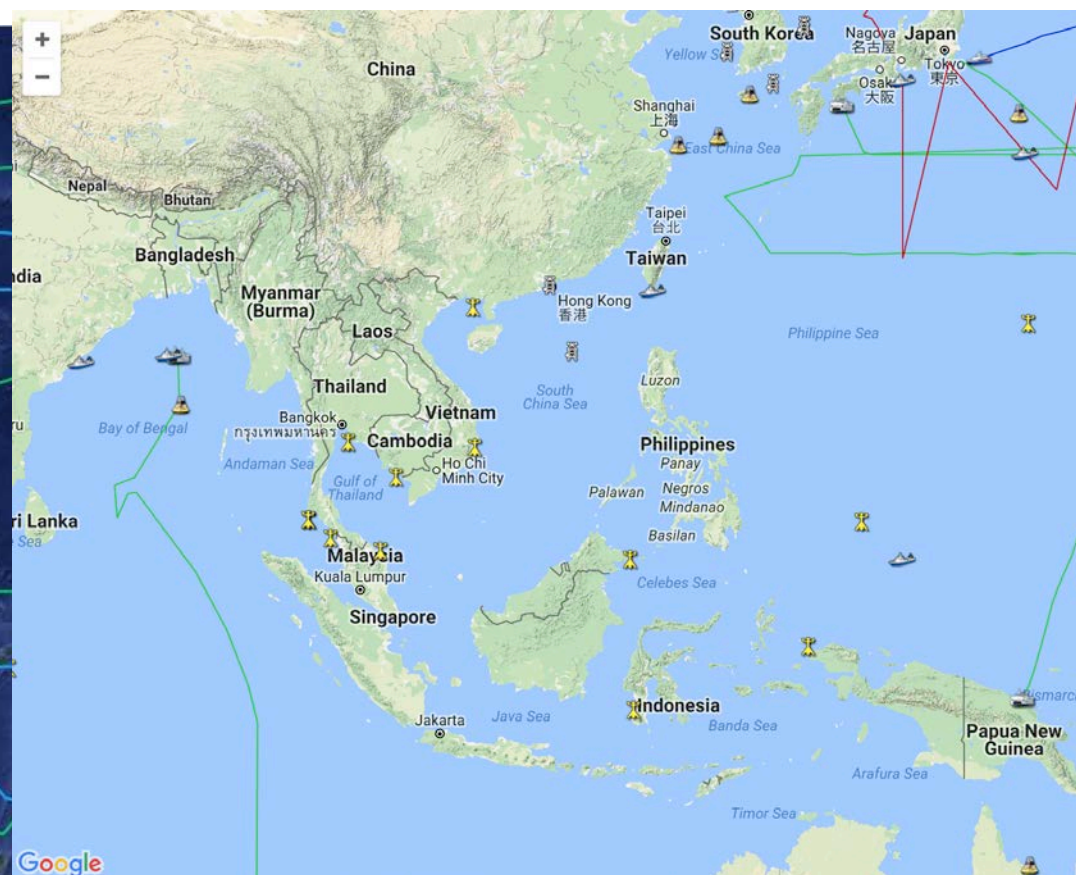 +
−
China
South Korea
Yellow Sea
Nagoya
名古屋
Japan
Tokyo
東京
Osaka
大阪
Shanghai
上海
East China Sea
Nepal
Bhutan
Bangladesh
Taipei
台北
Taiwan
Myanmar
(Burma)
Laos
Hong Kong
香港
Philippine Sea
Thailand
South
China Sea
Luzon
Bay of Bengal
Bangkok
กรุงเทพมหานคร
Vietnam
Cambodia
Ho Chi
Minh City
Philippines
Panay
Negros
Mindanao
Palawan
Basilan
Andaman Sea
Gulf of
Thailand
ri Lanka
Malaysia
Kuala Lumpur
Celebes Sea
Singapore
Jakarta
Java Sea
Indonesia
Banda Sea
Bismarck
Papua New
Guinea
Arafura Sea
Timor Sea
Google